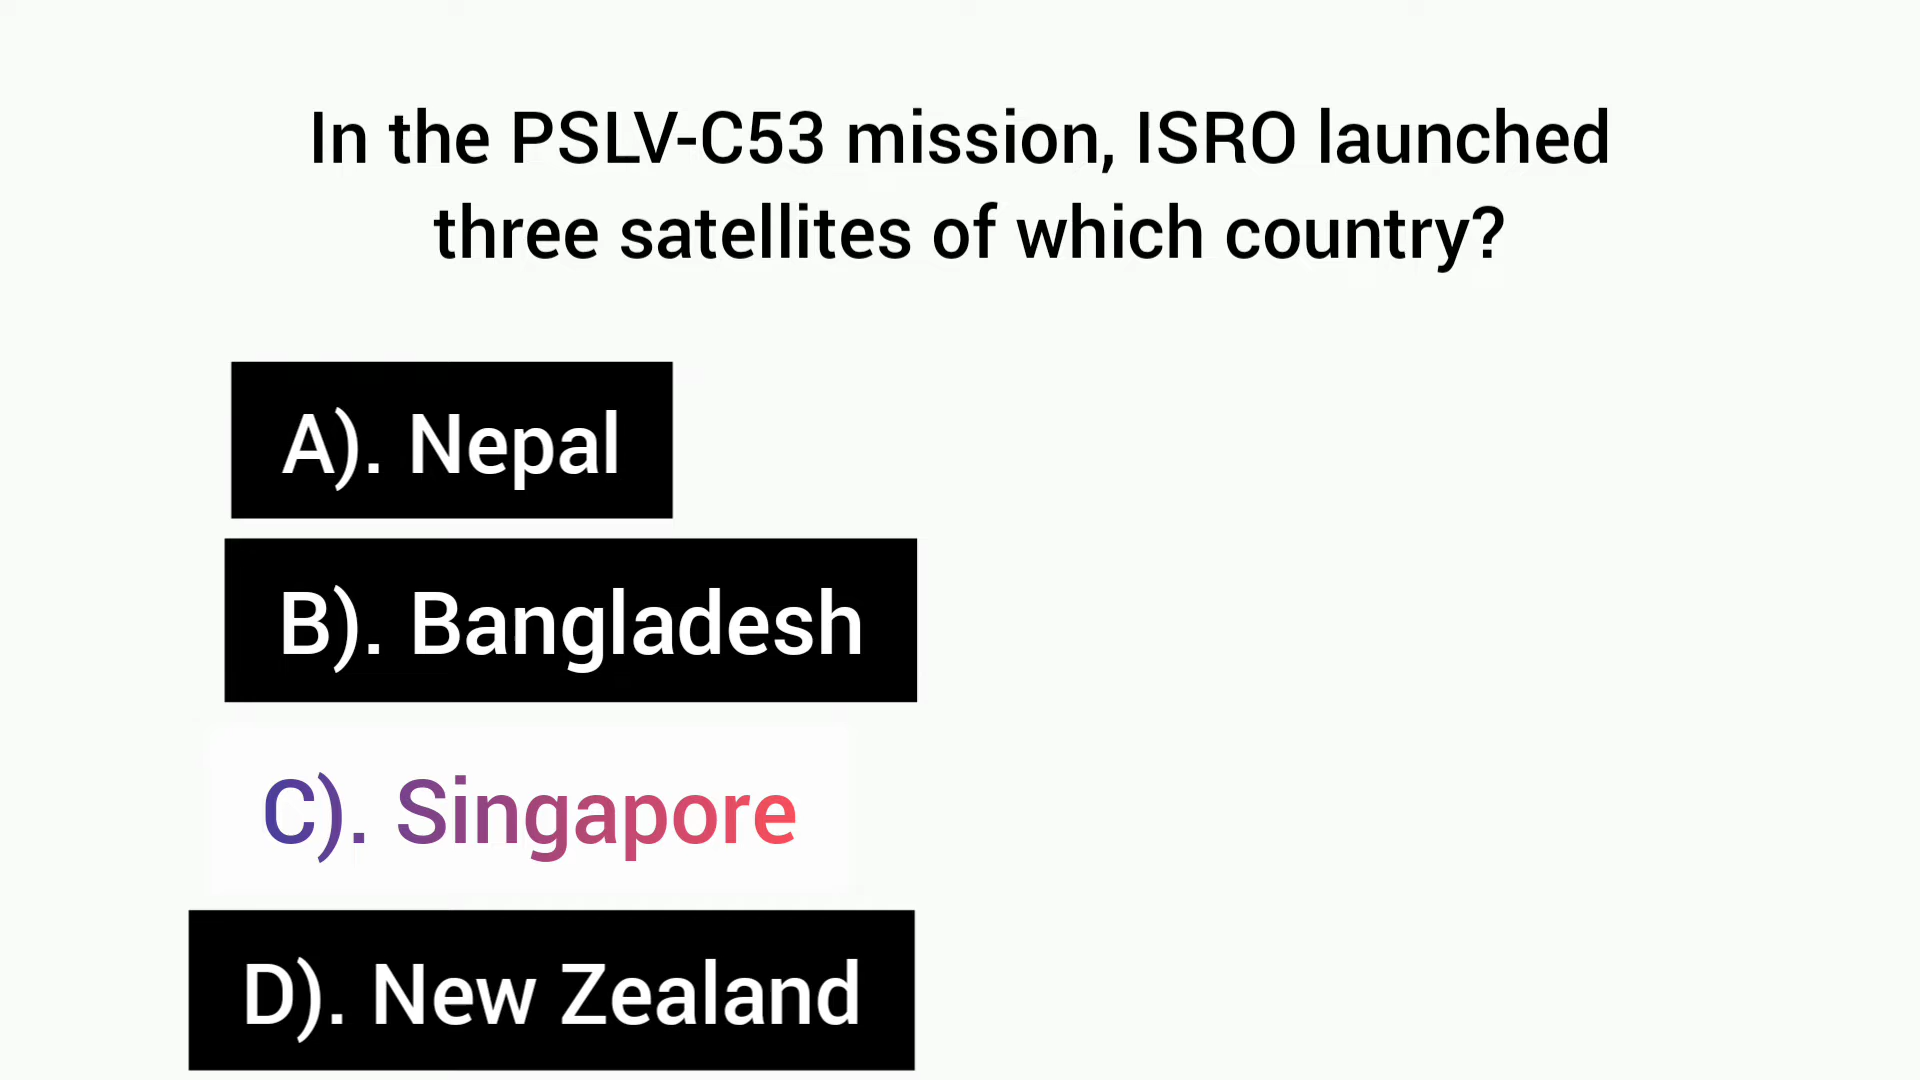 In the PSLV-C53 mission, ISRO launched
three satellites of which country?
A). Nepal
B). Bangladesh
C). Singapore
D). New Zealand